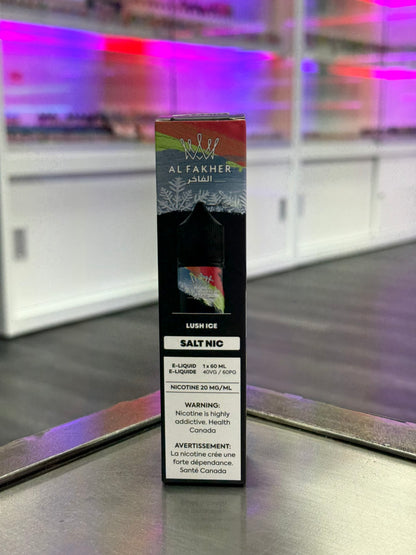 AL FAKHER
الفاخر
LUSH ICE
SALT NIC
E-LIQUID 1 x 60 ML
E-LIQUIDE 40VG / 60PG
NICOTINE 20 MG/ML
WARNING:
Nicotine is highly
addictive. Health
Canada
AVERTISSEMENT:
La nicotine crée une
forte dépendance.
Santé Canada